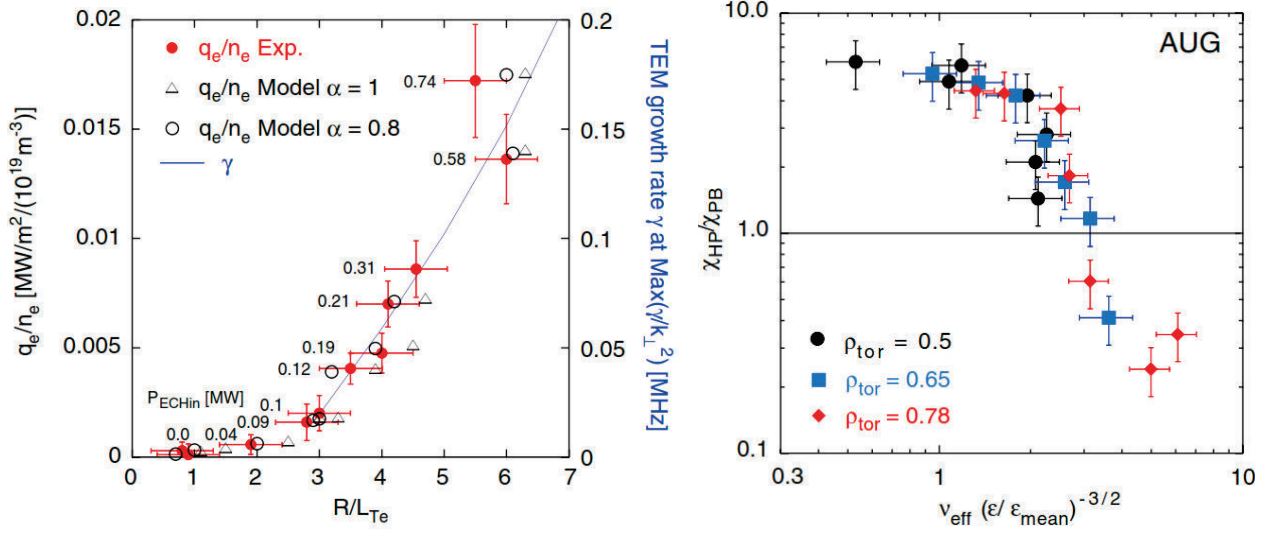 q_e/n_e [MW/m^2/(10^19 m^-3)]
0.02
0.015
0.01
0.005
0
q_e/n_e Exp.
q_e/n_e Model α = 1
q_e/n_e Model α = 0.8
γ
0.74
0.58
0.31
0.21
0.19
0.12
0.1
0.09
0.04
0.0
P_ECHin [MW]
0 1 2 3 4 5 6 7
R/L_Te
0.2
0.15
0.1
0.05
0
TEM growth rate γ at Max(γ/k_⊥^2) [MHz]
χ_HP/χ_PB
10.0
1.0
0.1
AUG
ρ_tor = 0.5
ρ_tor = 0.65
ρ_tor = 0.78
0.3 1 10
ν_eff (ε/ε_mean)^-3/2